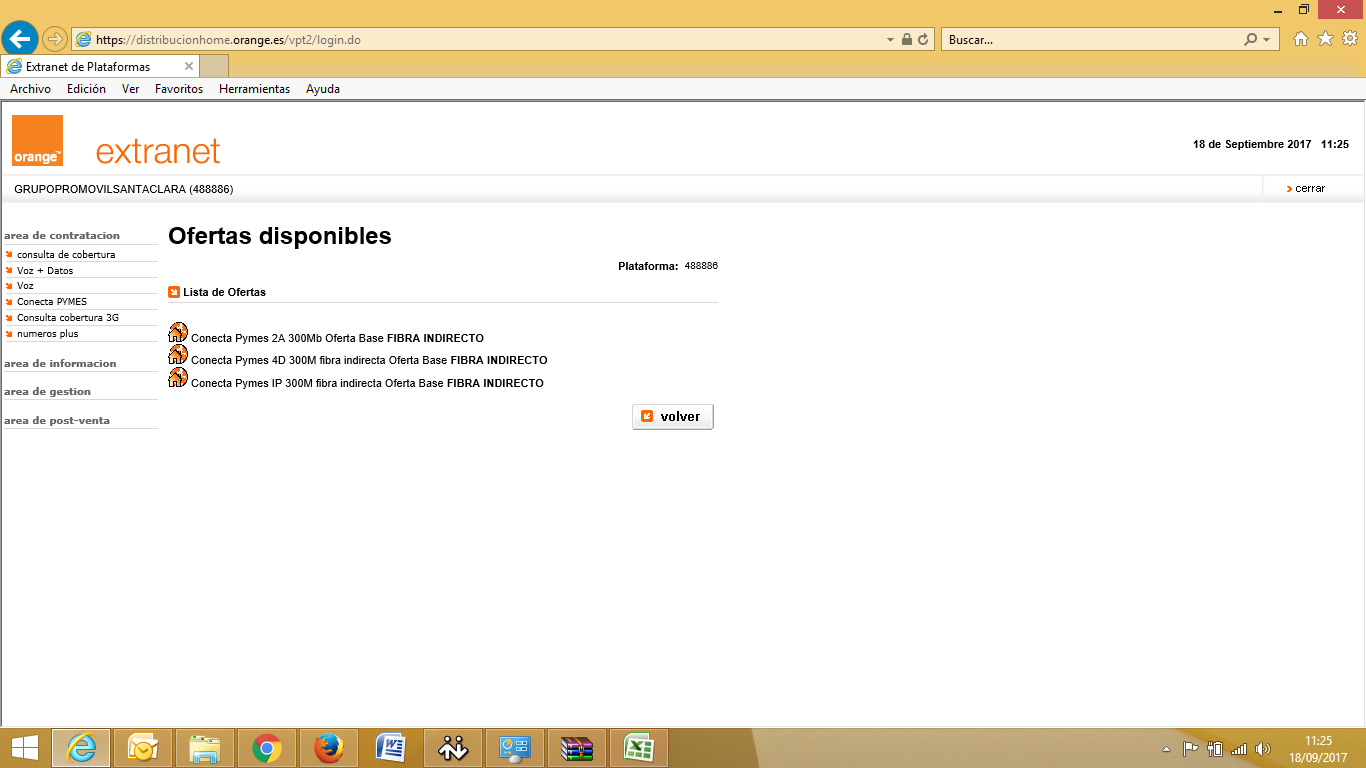 https://distribucionhome.orange.es/vpt2/login.do
Buscar...
Extranet de Plataformas
Archivo Edición Ver Favoritos Herramientas Ayuda
orange™
extranet
18 de Septiembre 2017 11:25
GRUPOPROMOVILSANTACLARA (488886)
cerrar
area de contratacion
consulta de cobertura
Voz + Datos
Voz
Conecta PYMES
Consulta cobertura 3G
numeros plus
area de informacion
area de gestion
area de post-venta
Ofertas disponibles
Plataforma: 488886
Lista de Ofertas
Conecta Pymes 2A 300Mb Oferta Base FIBRA INDIRECTO
Conecta Pymes 4D 300M fibra indirecta Oferta Base FIBRA INDIRECTO
Conecta Pymes IP 300M fibra indirecta Oferta Base FIBRA INDIRECTO
volver
11:25
18/09/2017